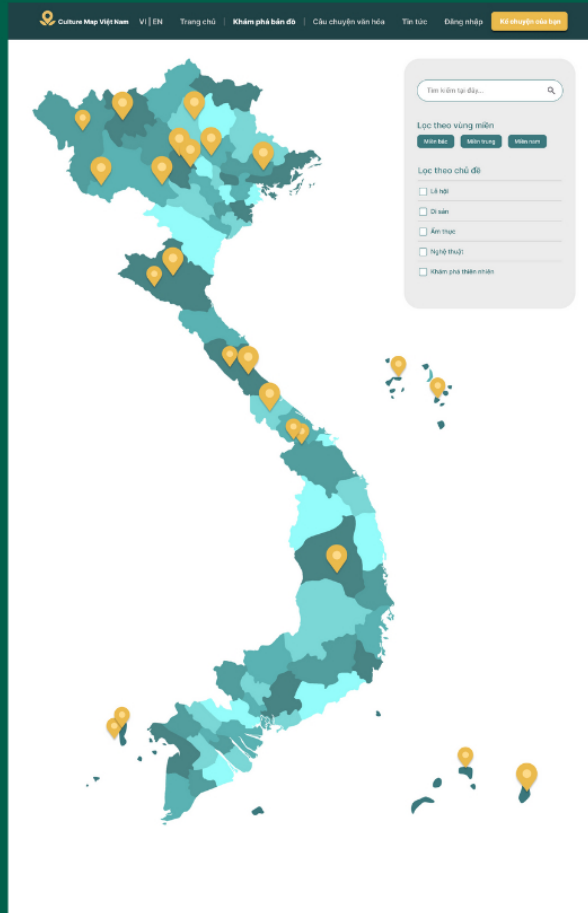 Culture Map Việt Nam VI || EN Trang chủ | Khám phá bản đồ | Câu chuyện văn hóa Tin tức Đăng nhập Kể chuyện của bạn
Tìm kiếm tại đây...
Lọc theo vùng miền
Miền Bắc Miền trung Miền nam
Lọc theo chủ đề
Lễ hội
Di sản
Ẩm thực
Nghệ thuật
Khám phá thiên nhiên